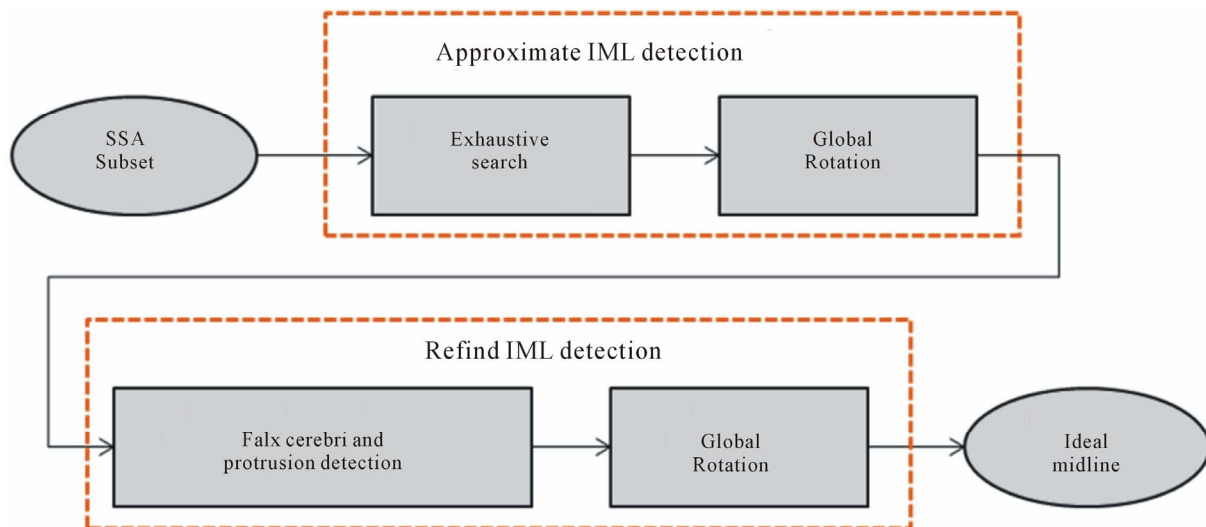 Approximate IML detection
SSA
Subset
Exhaustive
search
Global
Rotation
Refind IML detection
Falx cerebri and
protrusion detection
Global
Rotation
Ideal
midline